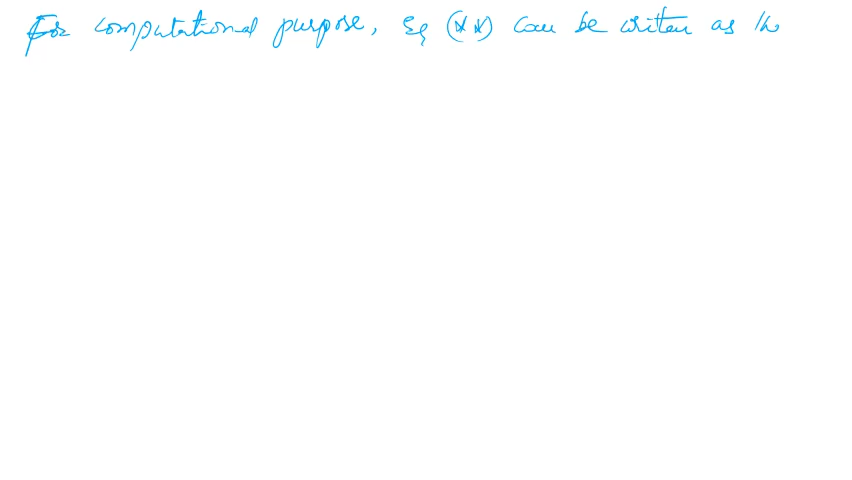 For computational purpose, Eq (**) can be written as